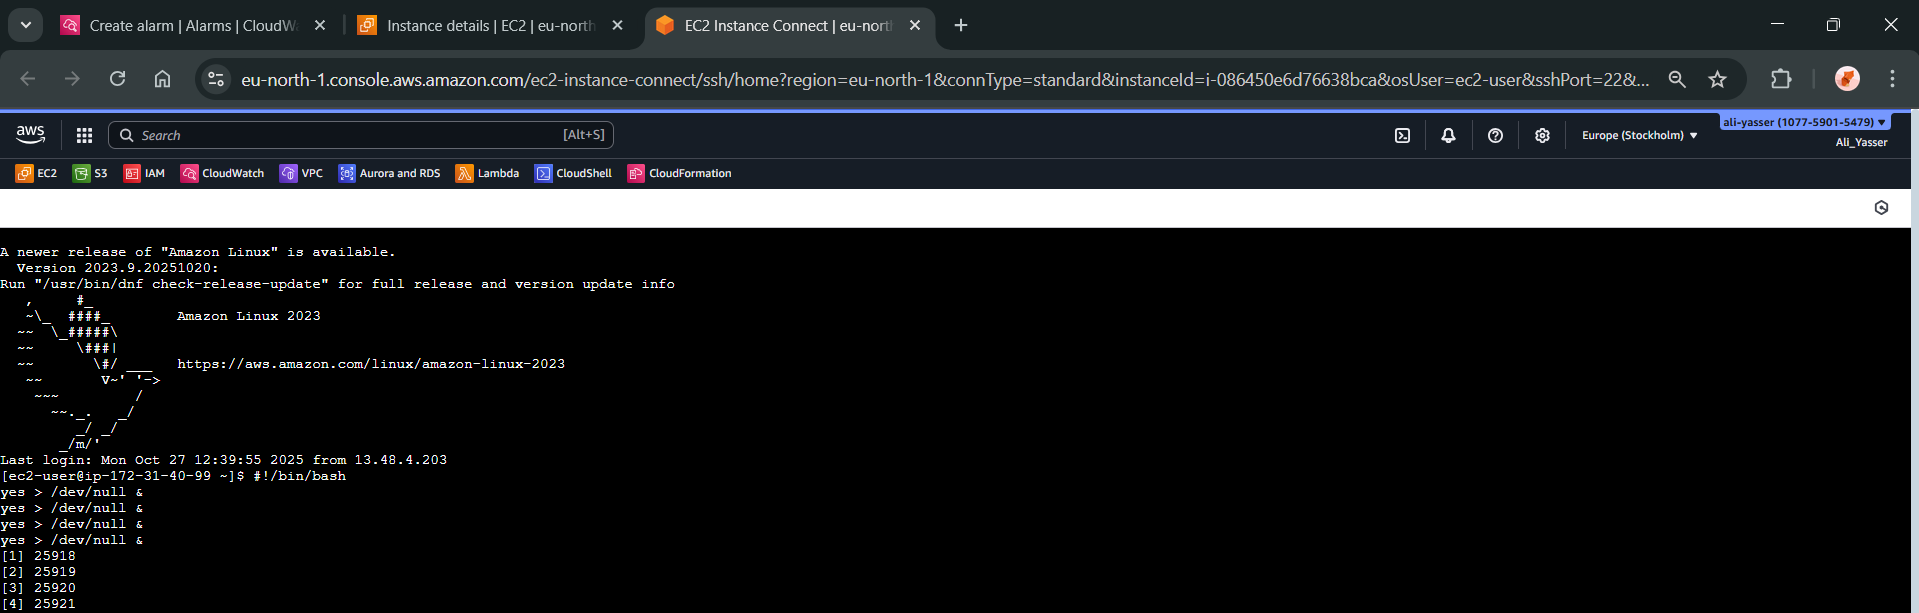 Create alarm | Alarms | CloudW
Instance details | EC2 | eu-north
EC2 Instance Connect | eu-nort
eu-north-1.console.aws.amazon.com/ec2-instance-connect/ssh/home?region=eu-north-1&connType=standard&instanceId=i-086450e6d76638bca&osUser=ec2-user&sshPort=22&...
aws
Search
[Alt+S]
Europe (Stockholm)
ali-yasser (1077-5901-5479)
Ali_Yasser
EC2 S3 IAM CloudWatch VPC Aurora and RDS Lambda CloudShell CloudFormation
A newer release of "Amazon Linux" is available.
  Version 2023.9.20251020:
Run "/usr/bin/dnf check-release-update" for full release and version update info
   ,     #_
   ~\_  ####_        Amazon Linux 2023
  ~~  \_#####\
  ~~     \###|
  ~~       \#/ ___   https://aws.amazon.com/linux/amazon-linux-2023
   ~~       V~' '->
    ~~~         /
      ~~._.   _/
         _/ _/
       _/m/'
Last login: Mon Oct 27 12:39:55 2025 from 13.48.4.203
[ec2-user@ip-172-31-40-99 ~]$ #!/bin/bash
yes > /dev/null &
yes > /dev/null &
yes > /dev/null &
yes > /dev/null &
[1] 25918
[2] 25919
[3] 25920
[4] 25921